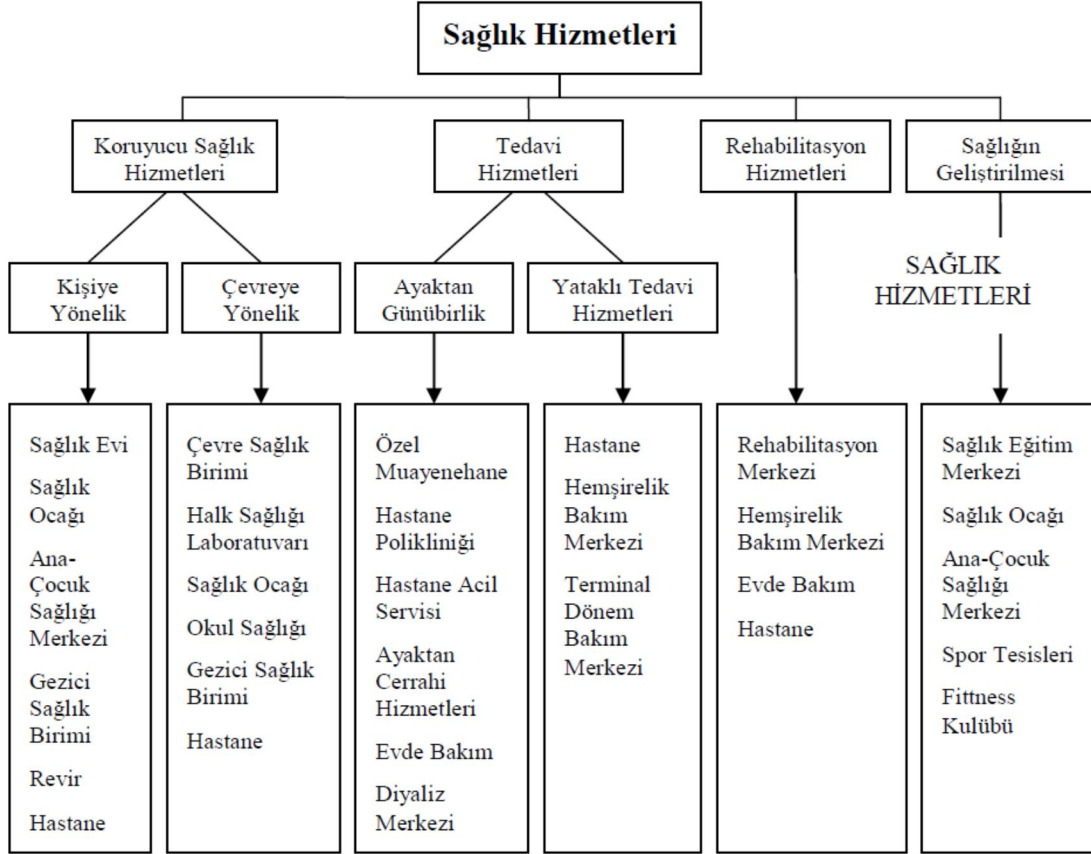 Sağlık Hizmetleri
Koruyucu Sağlık
Hizmetleri
Tedavi
Hizmetleri
Rehabilitasyon
Hizmetleri
Sağlığın
Geliştirilmesi
SAĞLIK
HİZMETLERİ
Kişiye
Yönelik
Çevreye
Yönelik
Ayaktan
Günübirlik
Yataklı Tedavi
Hizmetleri
Sağlık Evi
Sağlık
Ocağı
Ana-
Çocuk
Sağlığı
Merkezi
Gezici
Sağlık
Birimi
Revir
Hastane
Çevre Sağlık
Birimi
Halk Sağlığı
Laboratuvarı
Sağlık Ocağı
Okul Sağlığı
Gezici Sağlık
Birimi
Hastane
Özel
Muayenehane
Hastane
Polikliniği
Hastane Acil
Servisi
Ayaktan
Cerrahi
Hizmetleri
Evde Bakım
Diyaliz
Merkezi
Hastane
Hemşirelik
Bakım
Merkezi
Terminal
Dönem
Bakım
Merkezi
Rehabilitasyon
Merkezi
Hemşirelik
Bakım Merkezi
Evde Bakım
Hastane
Sağlık Eğitim
Merkezi
Sağlık Ocağı
Ana-Çocuk
Sağlığı
Merkezi
Spor Tesisleri
Fittness
Kulübü